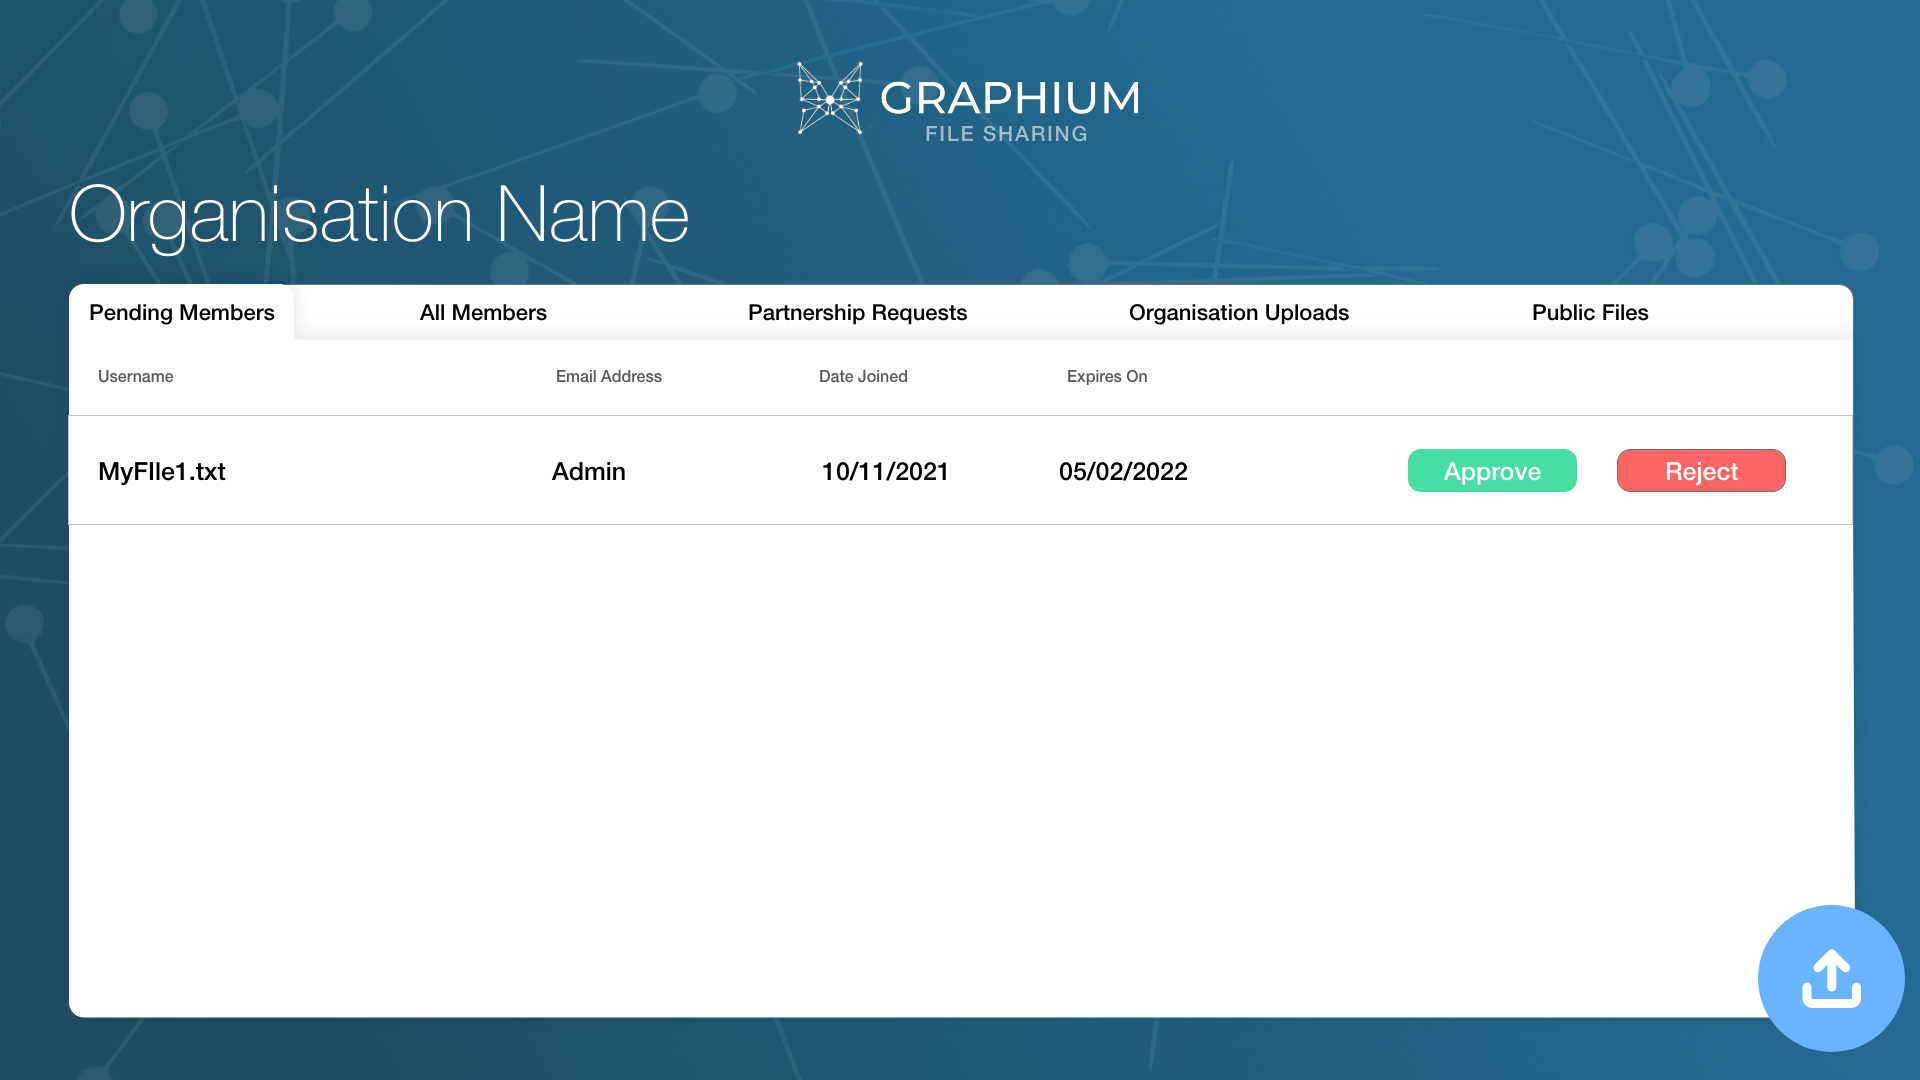 GRAPHIUM
FILE SHARING
Organisation Name
Pending Members All Members Partnership Requests Organisation Uploads Public Files
Username Email Address Date Joined Expires On
MyFIle1.txt Admin 10/11/2021 05/02/2022 Approve Reject